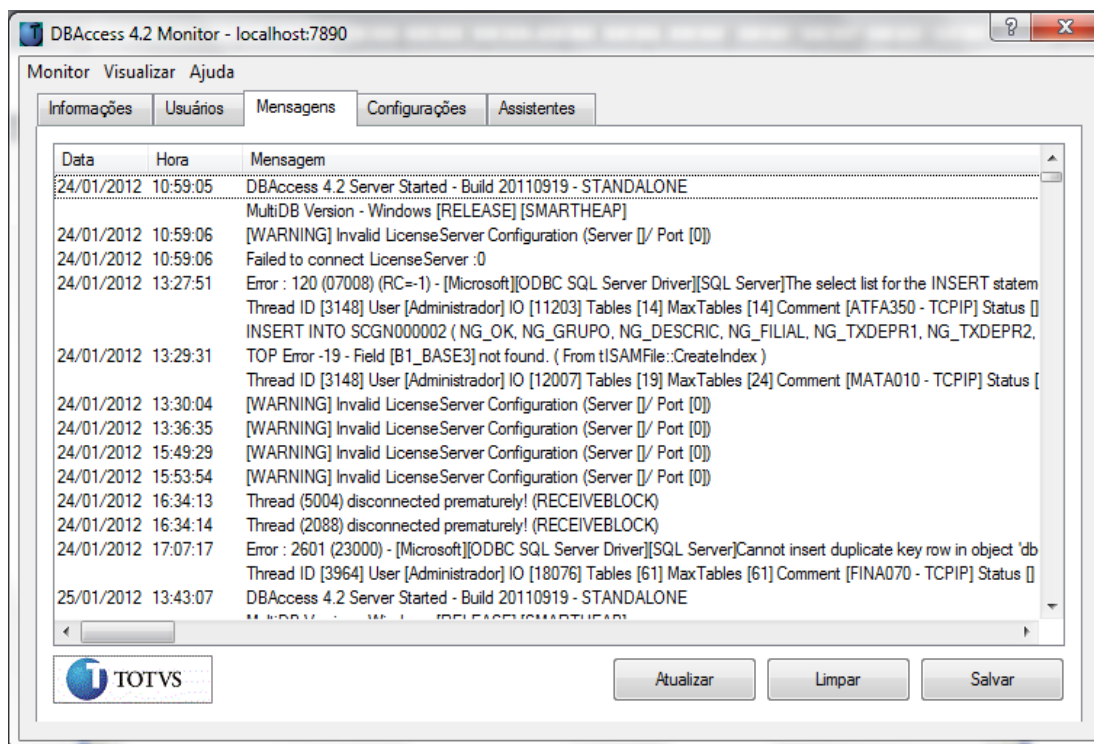 DBAccess 4.2 Monitor - localhost:7890
Monitor Visualizar Ajuda
Informações Usuários Mensagens Configurações Assistentes
Data Hora Mensagem
24/01/2012 10:59:05 DBAccess 4.2 Server Started - Build 20110919 - STANDALONE
MultiDB Version - Windows [RELEASE] [SMARTHEAP]
24/01/2012 10:59:06 [WARNING] Invalid LicenseServer Configuration (Server []/ Port [0])
24/01/2012 10:59:06 Failed to connect LicenseServer :0
24/01/2012 13:27:51 Error : 120 (07008) (RC=-1) - [Microsoft][ODBC SQL Server Driver][SQL Server]The select list for the INSERT statem
Thread ID [3148] User [Administrador] IO [11203] Tables [14] MaxTables [14] Comment [ATFA350 - TCPIP] Status []
INSERT INTO SCGN000002 ( NG_OK, NG_GRUPO, NG_DESCRIC, NG_FILIAL, NG_TXDEPR1, NG_TXDEPR2,
24/01/2012 13:29:31 TOP Error -19 - Field [B1_BASE3] not found. ( From tISAMFile::CreateIndex )
Thread ID [3148] User [Administrador] IO [12007] Tables [19] MaxTables [24] Comment [MATA010 - TCPIP] Status [
24/01/2012 13:30:04 [WARNING] Invalid LicenseServer Configuration (Server []/ Port [0])
24/01/2012 13:36:35 [WARNING] Invalid LicenseServer Configuration (Server []/ Port [0])
24/01/2012 15:49:29 [WARNING] Invalid LicenseServer Configuration (Server []/ Port [0])
24/01/2012 15:53:54 [WARNING] Invalid LicenseServer Configuration (Server []/ Port [0])
24/01/2012 16:34:13 Thread (5004) disconnected prematurely! (RECEIVEBLOCK)
24/01/2012 16:34:14 Thread (2088) disconnected prematurely! (RECEIVEBLOCK)
24/01/2012 17:07:17 Error : 2601 (23000) - [Microsoft][ODBC SQL Server Driver][SQL Server]Cannot insert duplicate key row in object 'db
Thread ID [3964] User [Administrador] IO [18076] Tables [61] MaxTables [61] Comment [FINA070 - TCPIP] Status []
25/01/2012 13:43:07 DBAccess 4.2 Server Started - Build 20110919 - STANDALONE
TOTVS Atualizar Limpar Salvar